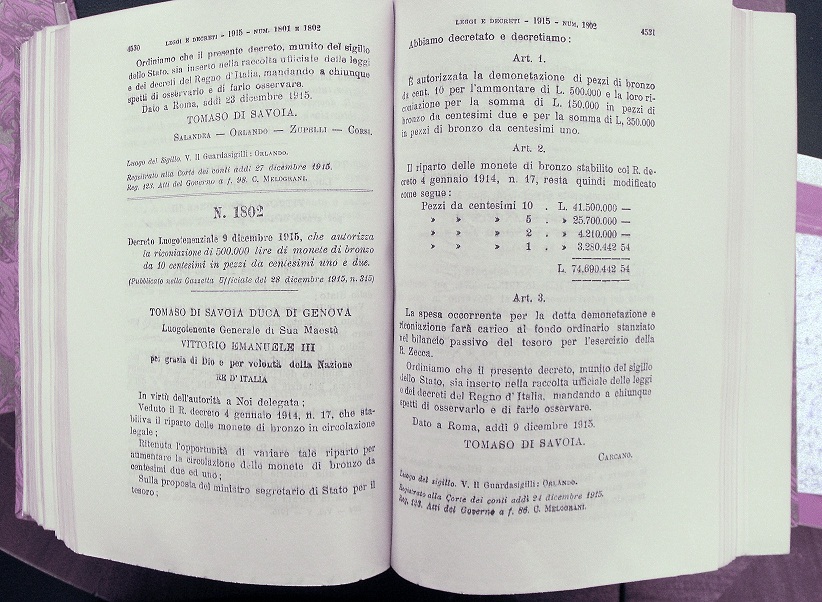 4530 LEGGI E DECRETI - 1915 - NUM. 1801 E 1802
Ordiniamo che il presente decreto, munito del sigillo
dello Stato, sia inserto nella raccolta ufficiale delle leggi
e dei decreti del Regno d'Italia, mandando a chiunque
spetti di osservarlo e di farlo osservare.
Dato a Roma, addì 23 dicembre 1915.
TOMASO DI SAVOIA.
SALANDRA — ORLANDO — ZUPELLI — CORSI.
Luogo del Sigillo. V. Il Guardasigilli: ORLANDO.
Registrato alla Corte dei conti addì 27 dicembre 1915.
Reg. 123. Atti del Governo a f. 98. C. MELOGRANI.
N. 1802
Decreto Luogotenenziale 9 dicembre 1915, che autorizza
la riconiazione di 500.000 lire di monete di bronzo
da 10 centesimi in pezzi da centesimi uno e due.
(Pubblicato nella Gazzetta Ufficiale del 28 dicembre 1915, n. 315)
TOMASO DI SAVOIA DUCA DI GENOVA
Luogotenente Generale di Sua Maestà
VITTORIO EMANUELE III
per grazia di Dio e per volontà della Nazione
RE D'ITALIA
In virtù dell'autorità a Noi delegata;
Veduto il R. decreto 4 gennaio 1914, n. 17, che sta-
biliva il riparto delle monete di bronzo in circolazione
legale;
Ritenuta l'opportunità di variare tale riparto per
aumentare la circolazione delle monete di bronzo da
centesimi due ed uno;
Sulla proposta del ministro segretario di Stato per il
tesoro;
LEGGI E DECRETI - 1915 - NUM. 1802 4531
Abbiamo decretato e decretiamo:
Art. 1.
È autorizzata la demonetazione di pezzi di bronzo
da cent. 10 per l'ammontare di L. 500.000 e la loro ri-
coniazione per la somma di L. 150.000 in pezzi di
bronzo da centesimi due e per la somma di L. 350.000
in pezzi di bronzo da centesimi uno.
Art. 2.
Il riparto delle monete di bronzo stabilito col R. de-
creto 4 gennaio 1914, n. 17, resta quindi modificato
come segue:
Pezzi da centesimi 10 . L. 41.500.000 —
» » » 5 . » 25.700.000 —
» » » 2 . » 4.210.000 —
» » » 1 . » 3.280.442 54
L. 74.690.442 54
Art. 3.
La spesa occorrente per la detta demonetazione e
riconiazione farà carico al fondo ordinario stanziato
nel bilancio passivo del tesoro per l'esercizio della
R. Zecca.
Ordiniamo che il presente decreto, munito del sigillo
dello Stato, sia inserto nella raccolta ufficiale delle leggi
e dei decreti del Regno d'Italia, mandando a chiunque
spetti di osservarlo e di farlo osservare.
Dato a Roma, addì 9 dicembre 1915.
TOMASO DI SAVOIA.
CARCANO.
Luogo del sigillo. V. Il Guardasigilli: ORLANDO.
Registrato alla Corte dei conti addì 24 dicembre 1915.
Reg. 123. Atti del Governo a f. 86. C. MELOGRANI.